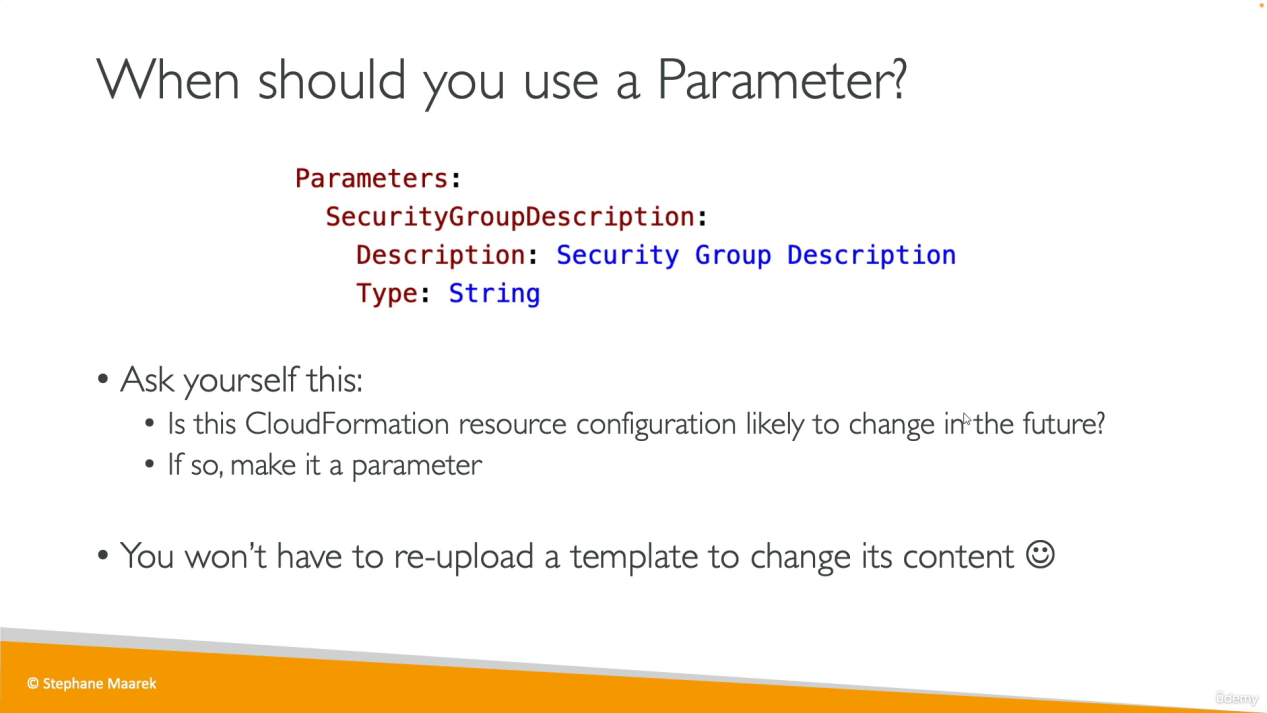 When should you use a Parameter?
Parameters:
SecurityGroupDescription:
Description: Security Group Description
Type: String
• Ask yourself this:
• Is this CloudFormation resource configuration likely to change in the future?
• If so, make it a parameter
• You won't have to re-upload a template to change its content ☺
© Stephane Maarek
ûdemy